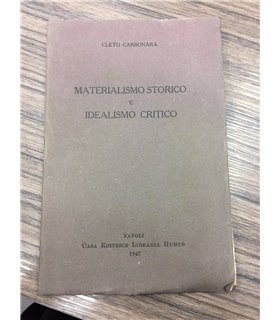 CLETO CARBONARA
MATERIALISMO STORICO
E
IDEALISMO CRITICO
NAPOLI
CASA EDITRICE LIBRARIA HUMUS
1947